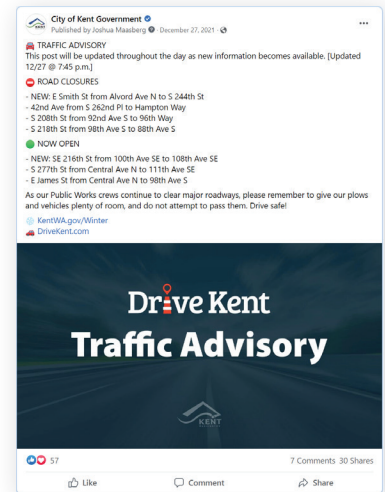 City of Kent Government
Published by Joshua Maasberg · December 27, 2021 ·
TRAFFIC ADVISORY
This post will be updated throughout the day as new information becomes available. [Updated
12/27 @ 7:45 p.m.]
ROAD CLOSURES
- NEW: E Smith St from Alvord Ave N to S 244th St
- 42nd Ave from S 262nd Pl to Hampton Way
- S 208th St from 92nd Ave S to 96th Way
- S 218th St from 98th Ave S to 88th Ave S
NOW OPEN
- NEW: SE 216th St from 100th Ave SE to 108th Ave SE
- S 277th St from Central Ave N to 111th Ave SE
- E James St from Central Ave N to 98th Ave S
As our Public Works crews continue to clear major roadways, please remember to give our plows
and vehicles plenty of room, and do not attempt to pass them. Drive safe!
KentWA.gov/Winter
DriveKent.com
Drive Kent
Traffic Advisory
KENT
57
7 Comments 30 Shares
Like
Comment
Share